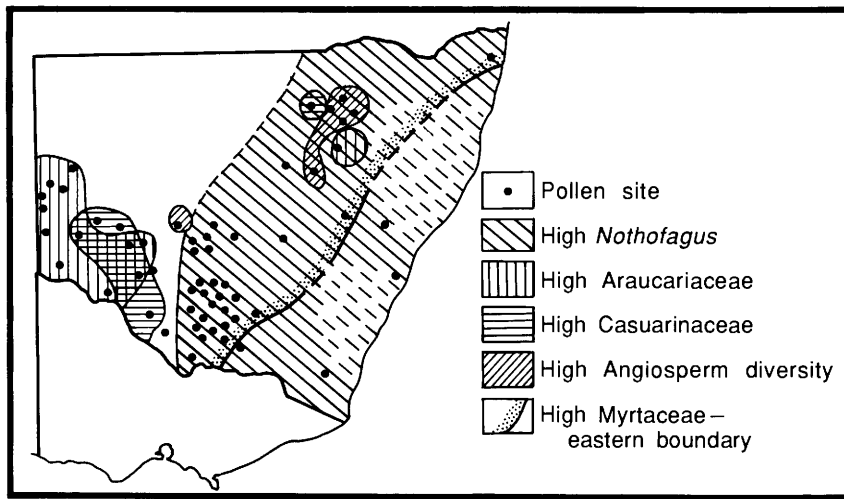 Pollen site
High Nothofagus
High Araucariaceae
High Casuarinaceae
High Angiosperm diversity
High Myrtaceae—
eastern boundary